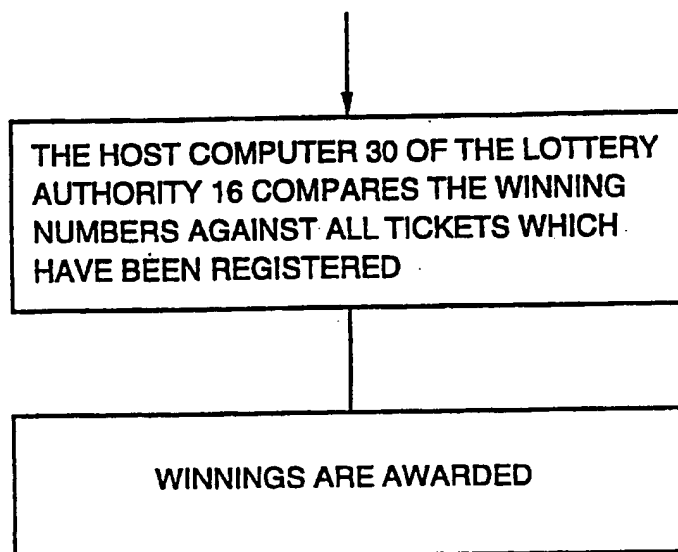 THE HOST COMPUTER 30 OF THE LOTTERY
AUTHORITY 16 COMPARES THE WINNING
NUMBERS AGAINST ALL TICKETS WHICH
HAVE BEEN REGISTERED
WINNINGS ARE AWARDED